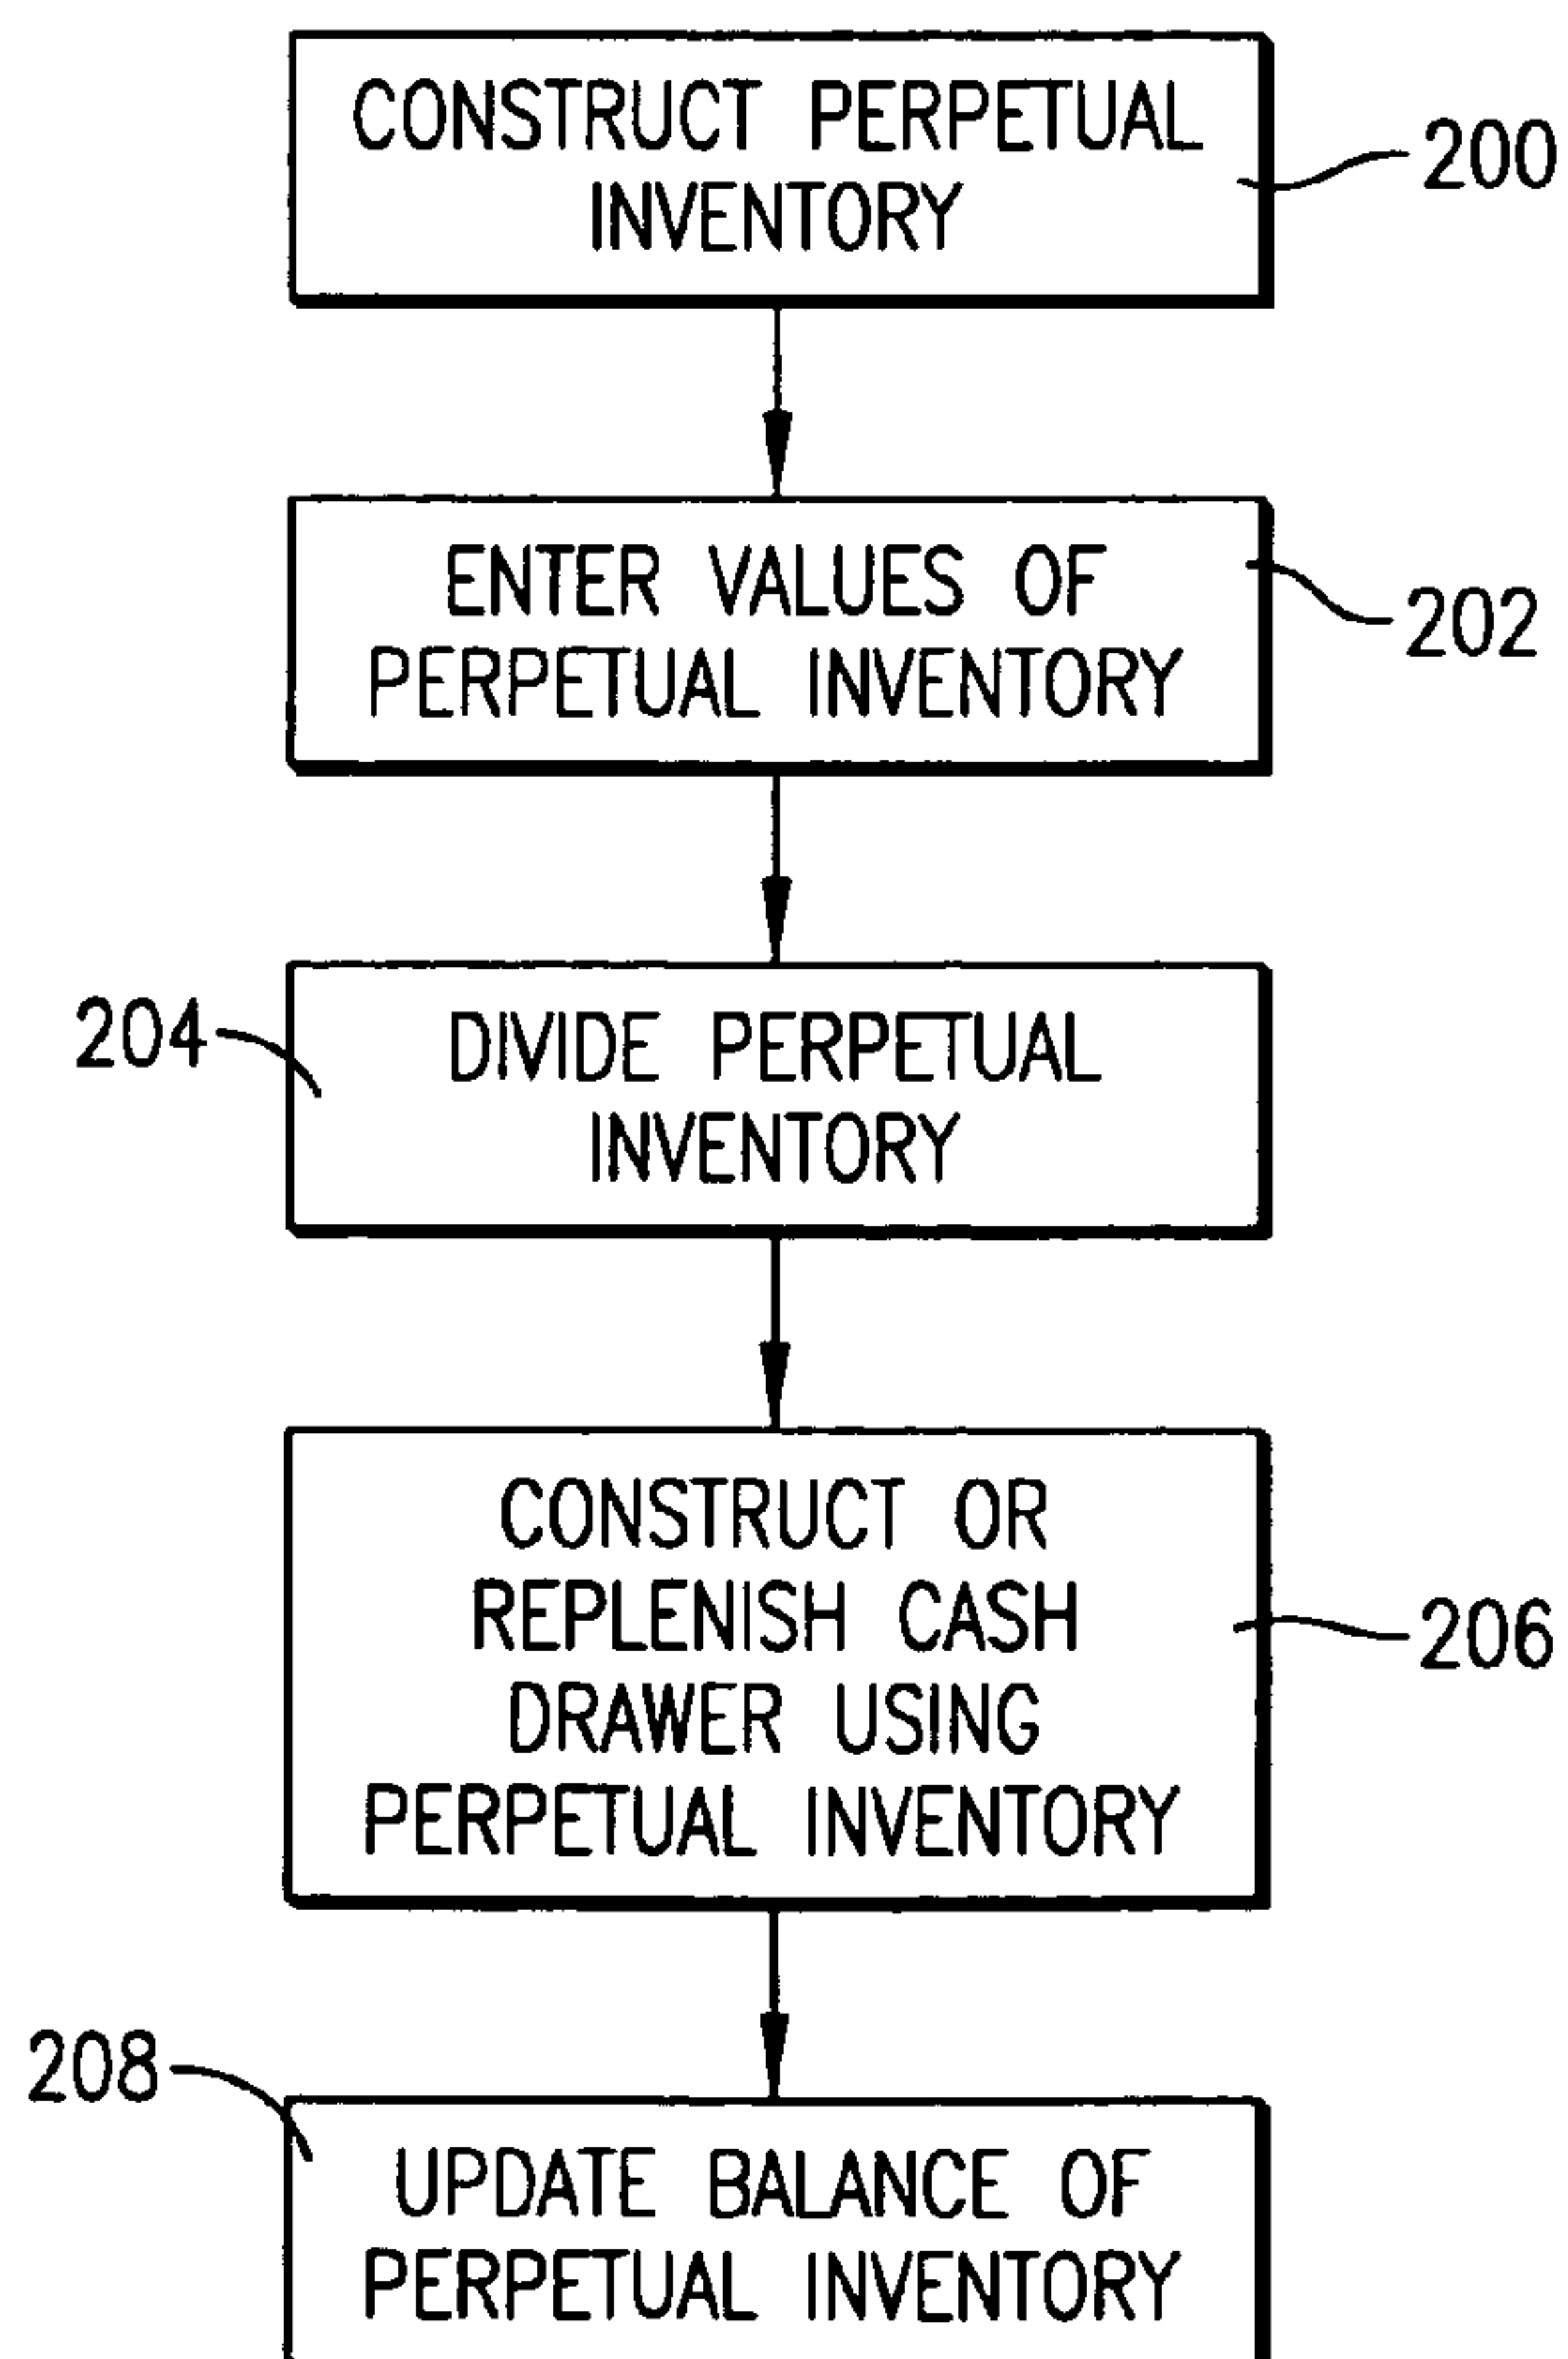 CONSTRUCT PERPETUAL
INVENTORY
200
ENTER VALUES OF
PERPETUAL INVENTORY
202
204
DIVIDE PERPETUAL
INVENTORY
CONSTRUCT OR
REPLENISH CASH
DRAWER USING
PERPETUAL INVENTORY
206
208
UPDATE BALANCE OF
PERPETUAL INVENTORY